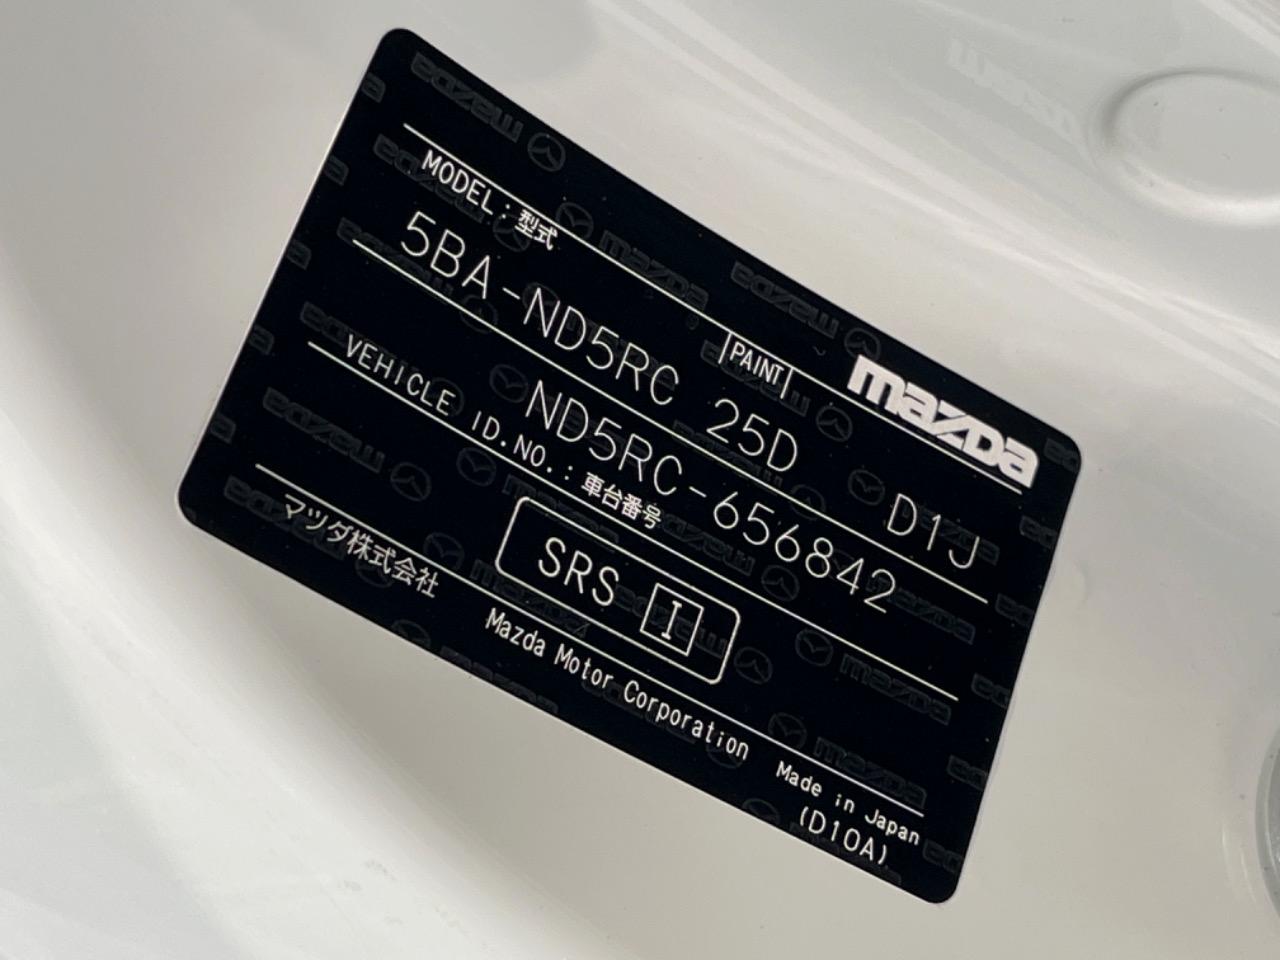 mazda
MODEL:型式 PAINT
5BA-ND5RC 25D D1J
ND5RC-656842
VEHICLE ID.NO.:車台番号
SRS I
マツダ株式会社 Mazda Motor Corporation Made in Japan
(D10A)